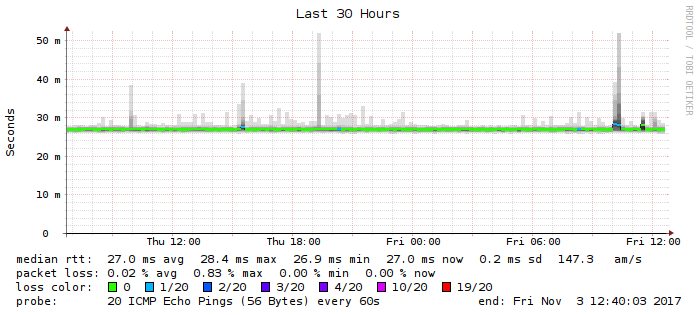 Last 30 Hours
RRDTOOL / TOBI OETIKER
Seconds
50 m
40 m
30 m
20 m
10 m
0
Thu 12:00 Thu 18:00 Fri 00:00 Fri 06:00 Fri 12:00
median rtt: 27.0 ms avg 28.4 ms max 26.9 ms min 27.0 ms now 0.2 ms sd 147.3 am/s
packet loss: 0.02 % avg 0.83 % max 0.00 % min 0.00 % now
loss color: 0 1/20 2/20 3/20 4/20 10/20 19/20
probe: 20 ICMP Echo Pings (56 Bytes) every 60s end: Fri Nov 3 12:40:03 2017